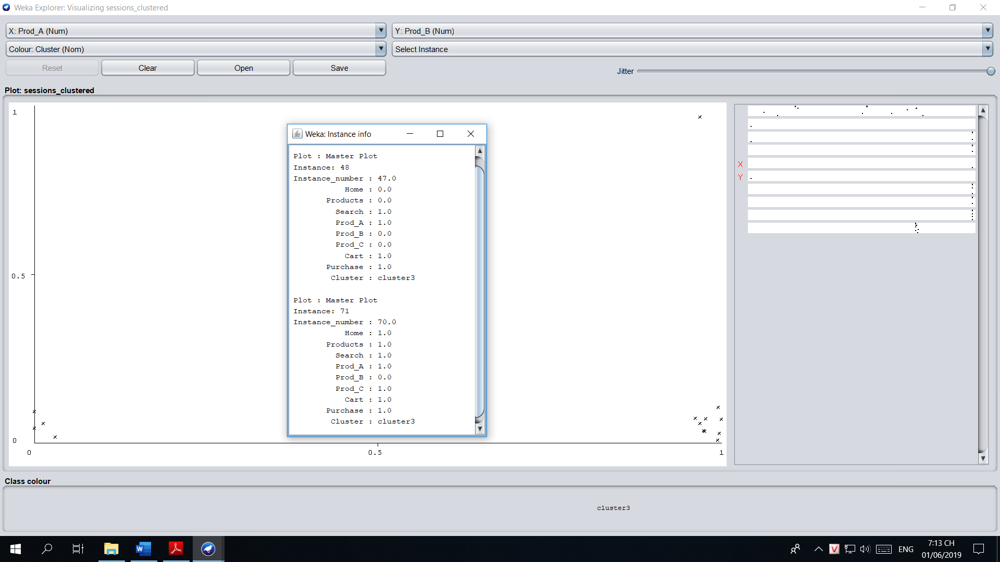 Weka Explorer: Visualizing sessions_clustered
X: Prod_A (Num)
Y: Prod_B (Num)
Colour: Cluster (Nom)
Select Instance
Reset
Clear
Open
Save
Jitter
Plot: sessions_clustered
1
0.5
0
0
0.5
1
X
Y
Weka: Instance info
Plot : Master Plot
Instance: 48
Instance_number : 47.0
Home : 0.0
Products : 0.0
Search : 1.0
Prod_A : 1.0
Prod_B : 0.0
Prod_C : 0.0
Cart : 1.0
Purchase : 1.0
Cluster : cluster3
Plot : Master Plot
Instance: 71
Instance_number : 70.0
Home : 1.0
Products : 1.0
Search : 1.0
Prod_A : 1.0
Prod_B : 0.0
Prod_C : 1.0
Cart : 1.0
Purchase : 1.0
Cluster : cluster3
Class colour
cluster3
ENG
7:13 CH
01/06/2019